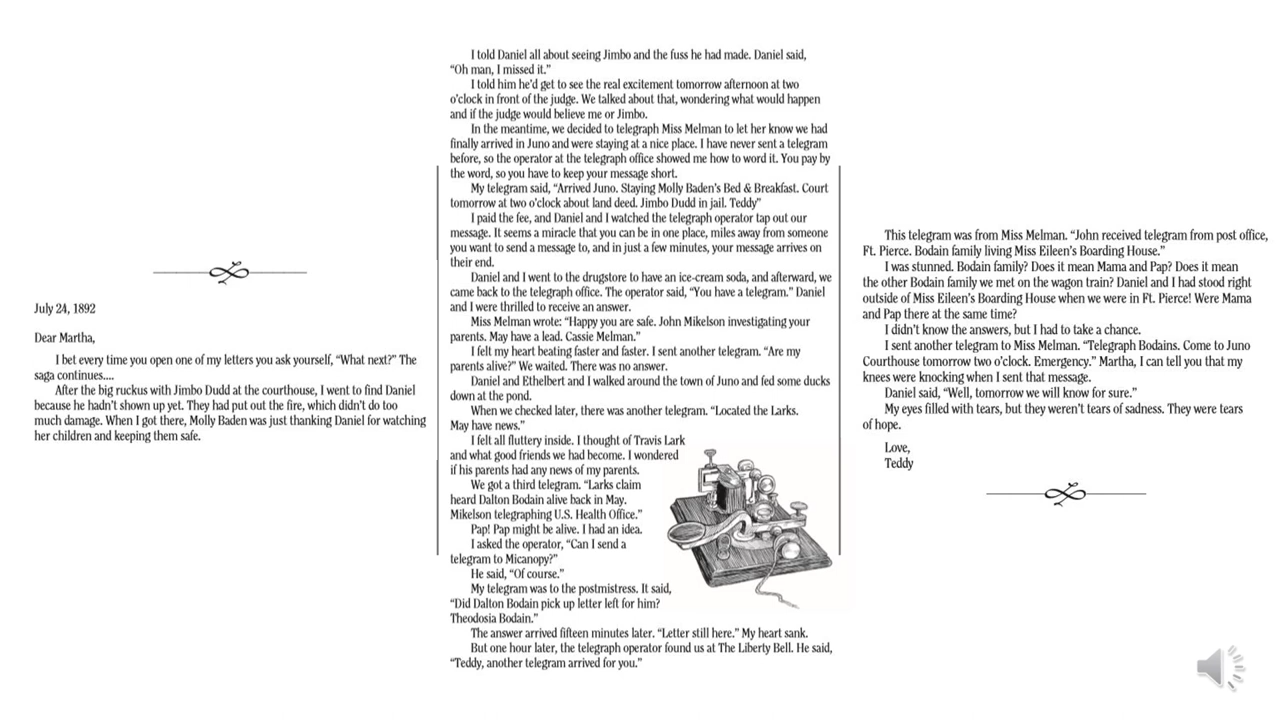 July 24, 1892
Dear Martha,
I bet every time you open one of my letters you ask yourself, “What next?” The
saga continues....
After the big ruckus with Jimbo Dudd at the courthouse, I went to find Daniel
because he hadn’t shown up yet. They had put out the fire, which didn’t do too
much damage. When I got there, Molly Baden was just thanking Daniel for watching
her children and keeping them safe.
I told Daniel all about seeing Jimbo and the fuss he had made. Daniel said,
“Oh man, I missed it.”
I told him he’d get to see the real excitement tomorrow afternoon at two
o’clock in front of the judge. We talked about that, wondering what would happen
and if the judge would believe me or Jimbo.
In the meantime, we decided to telegraph Miss Melman to let her know we had
finally arrived in Juno and were staying at a nice place. I have never sent a telegram
before, so the operator at the telegraph office showed me how to word it. You pay by
the word, so you have to keep your message short.
My telegram said, “Arrived Juno. Staying Molly Baden’s Bed & Breakfast. Court
tomorrow at two o’clock about land deed. Jimbo Dudd in jail. Teddy”
I paid the fee, and Daniel and I watched the telegraph operator tap out our
message. It seems a miracle that you can be in one place, miles away from someone
you want to send a message to, and in just a few minutes, your message arrives on
their end.
Daniel and I went to the drugstore to have an ice-cream soda, and afterward, we
came back to the telegraph office. The operator said, “You have a telegram.” Daniel
and I were thrilled to receive an answer.
Miss Melman wrote: “Happy you are safe. John Mikelson investigating your
parents. May have a lead. Cassie Melman.”
I felt my heart beating faster and faster. I sent another telegram. “Are my
parents alive?” We waited. There was no answer.
Daniel and Ethelbert and I walked around the town of Juno and fed some ducks
down at the pond.
When we checked later, there was another telegram. “Located the Larks.
May have news.”
I felt all fluttery inside. I thought of Travis Lark
and what good friends we had become. I wondered
if his parents had any news of my parents.
We got a third telegram. “Larks claim
heard Dalton Bodain alive back in May.
Mikelson telegraphing U.S. Health Office.”
Pap! Pap might be alive. I had an idea.
I asked the operator, “Can I send a
telegram to Micanopy?”
He said, “Of course.”
My telegram was to the postmistress. It said,
“Did Dalton Bodain pick up letter left for him?
Theodosia Bodain.”
The answer arrived fifteen minutes later. “Letter still here.” My heart sank.
But one hour later, the telegraph operator found us at The Liberty Bell. He said,
“Teddy, another telegram arrived for you.”
This telegram was from Miss Melman. “John received telegram from post office,
Ft. Pierce. Bodain family living Miss Eileen’s Boarding House.”
I was stunned. Bodain family? Does it mean Mama and Pap? Does it mean
the other Bodain family we met on the wagon train? Daniel and I had stood right
outside of Miss Eileen’s Boarding House when we were in Ft. Pierce! Were Mama
and Pap there at the same time?
I didn’t know the answers, but I had to take a chance.
I sent another telegram to Miss Melman. “Telegraph Bodains. Come to Juno
Courthouse tomorrow two o’clock. Emergency.” Martha, I can tell you that my
knees were knocking when I sent that message.
Daniel said, “Well, tomorrow we will know for sure.”
My eyes filled with tears, but they weren’t tears of sadness. They were tears
of hope.
Love,
Teddy